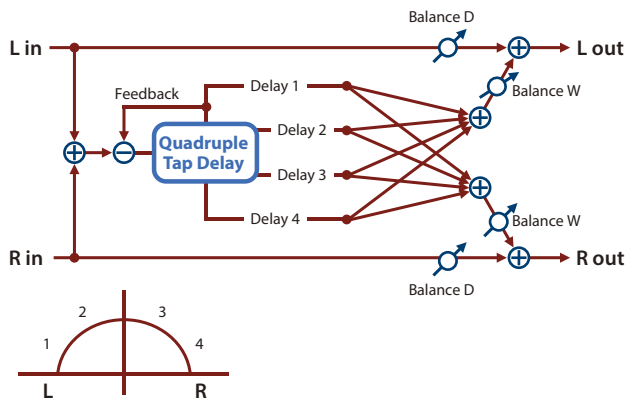 Balance D
L in
L out
Feedback
Delay 1
Balance W
Quadruple
Tap Delay
Delay 2
Delay 3
Delay 4
Balance W
R in
R out
Balance D
2
3
1
4
L
R